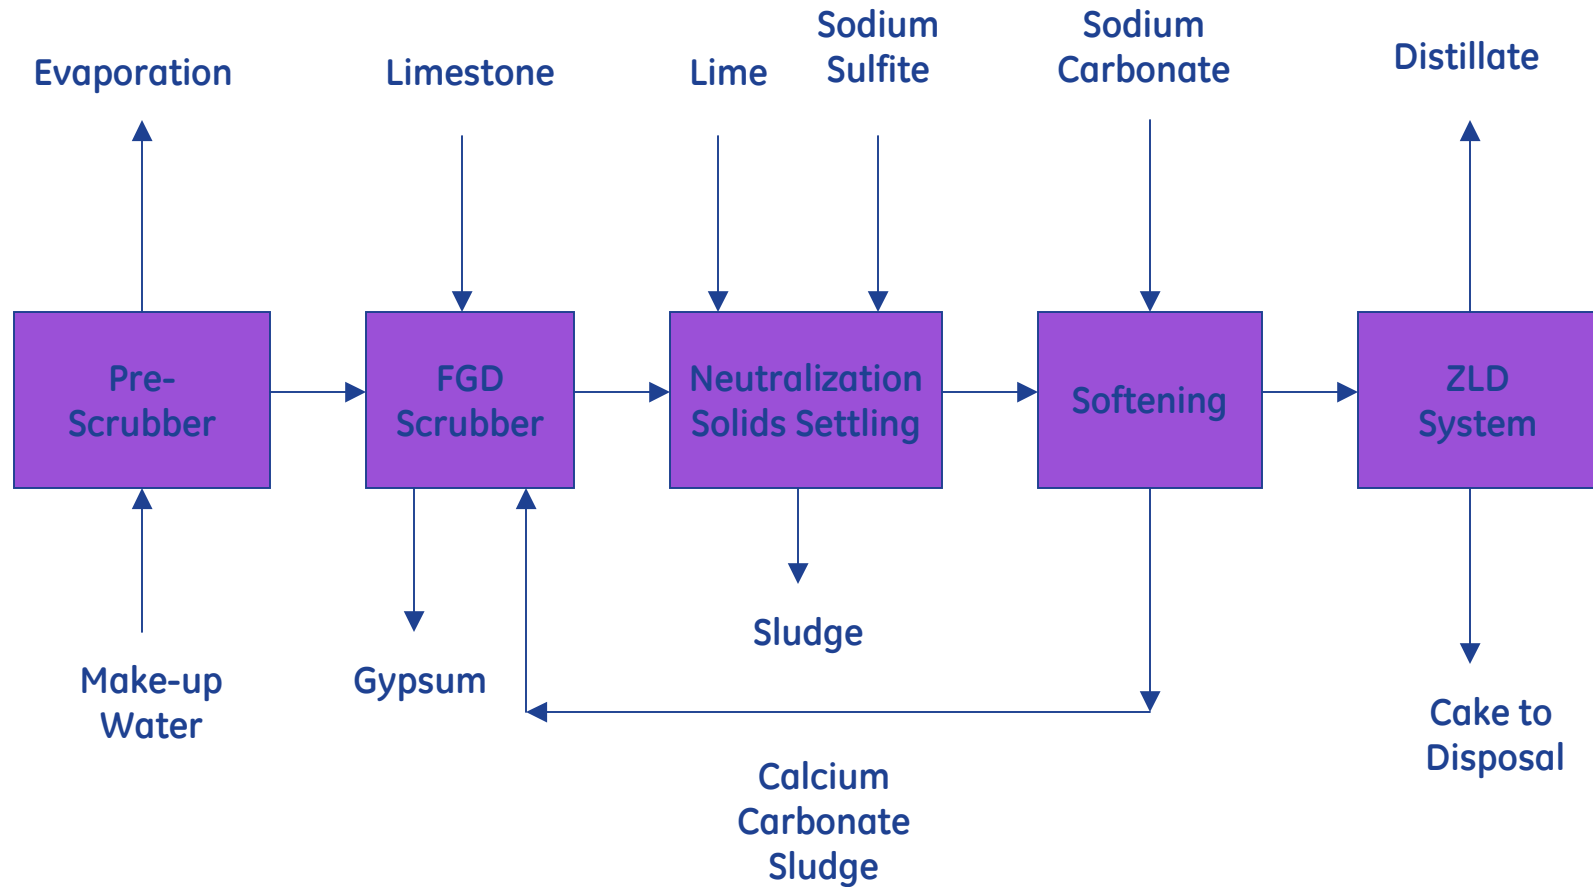 Evaporation
Limestone
Lime
Sodium
Sulfite
Sodium
Carbonate
Distillate
Pre-
Scrubber
FGD
Scrubber
Neutralization
Solids Settling
Softening
ZLD
System
Make-up
Water
Gypsum
Sludge
Calcium
Carbonate
Sludge
Cake to
Disposal